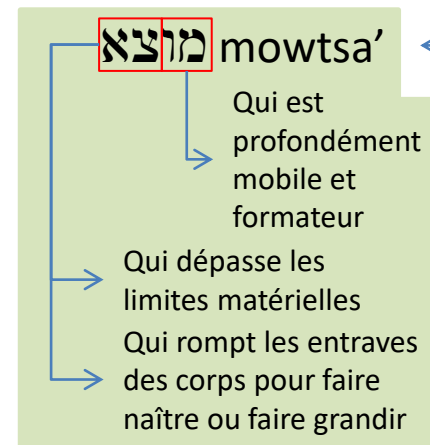 מוצא mowtsa’
Qui est
profondément
mobile et
formateur
Qui dépasse les
limites matérielles
Qui rompt les entraves
des corps pour faire
naître ou faire grandir